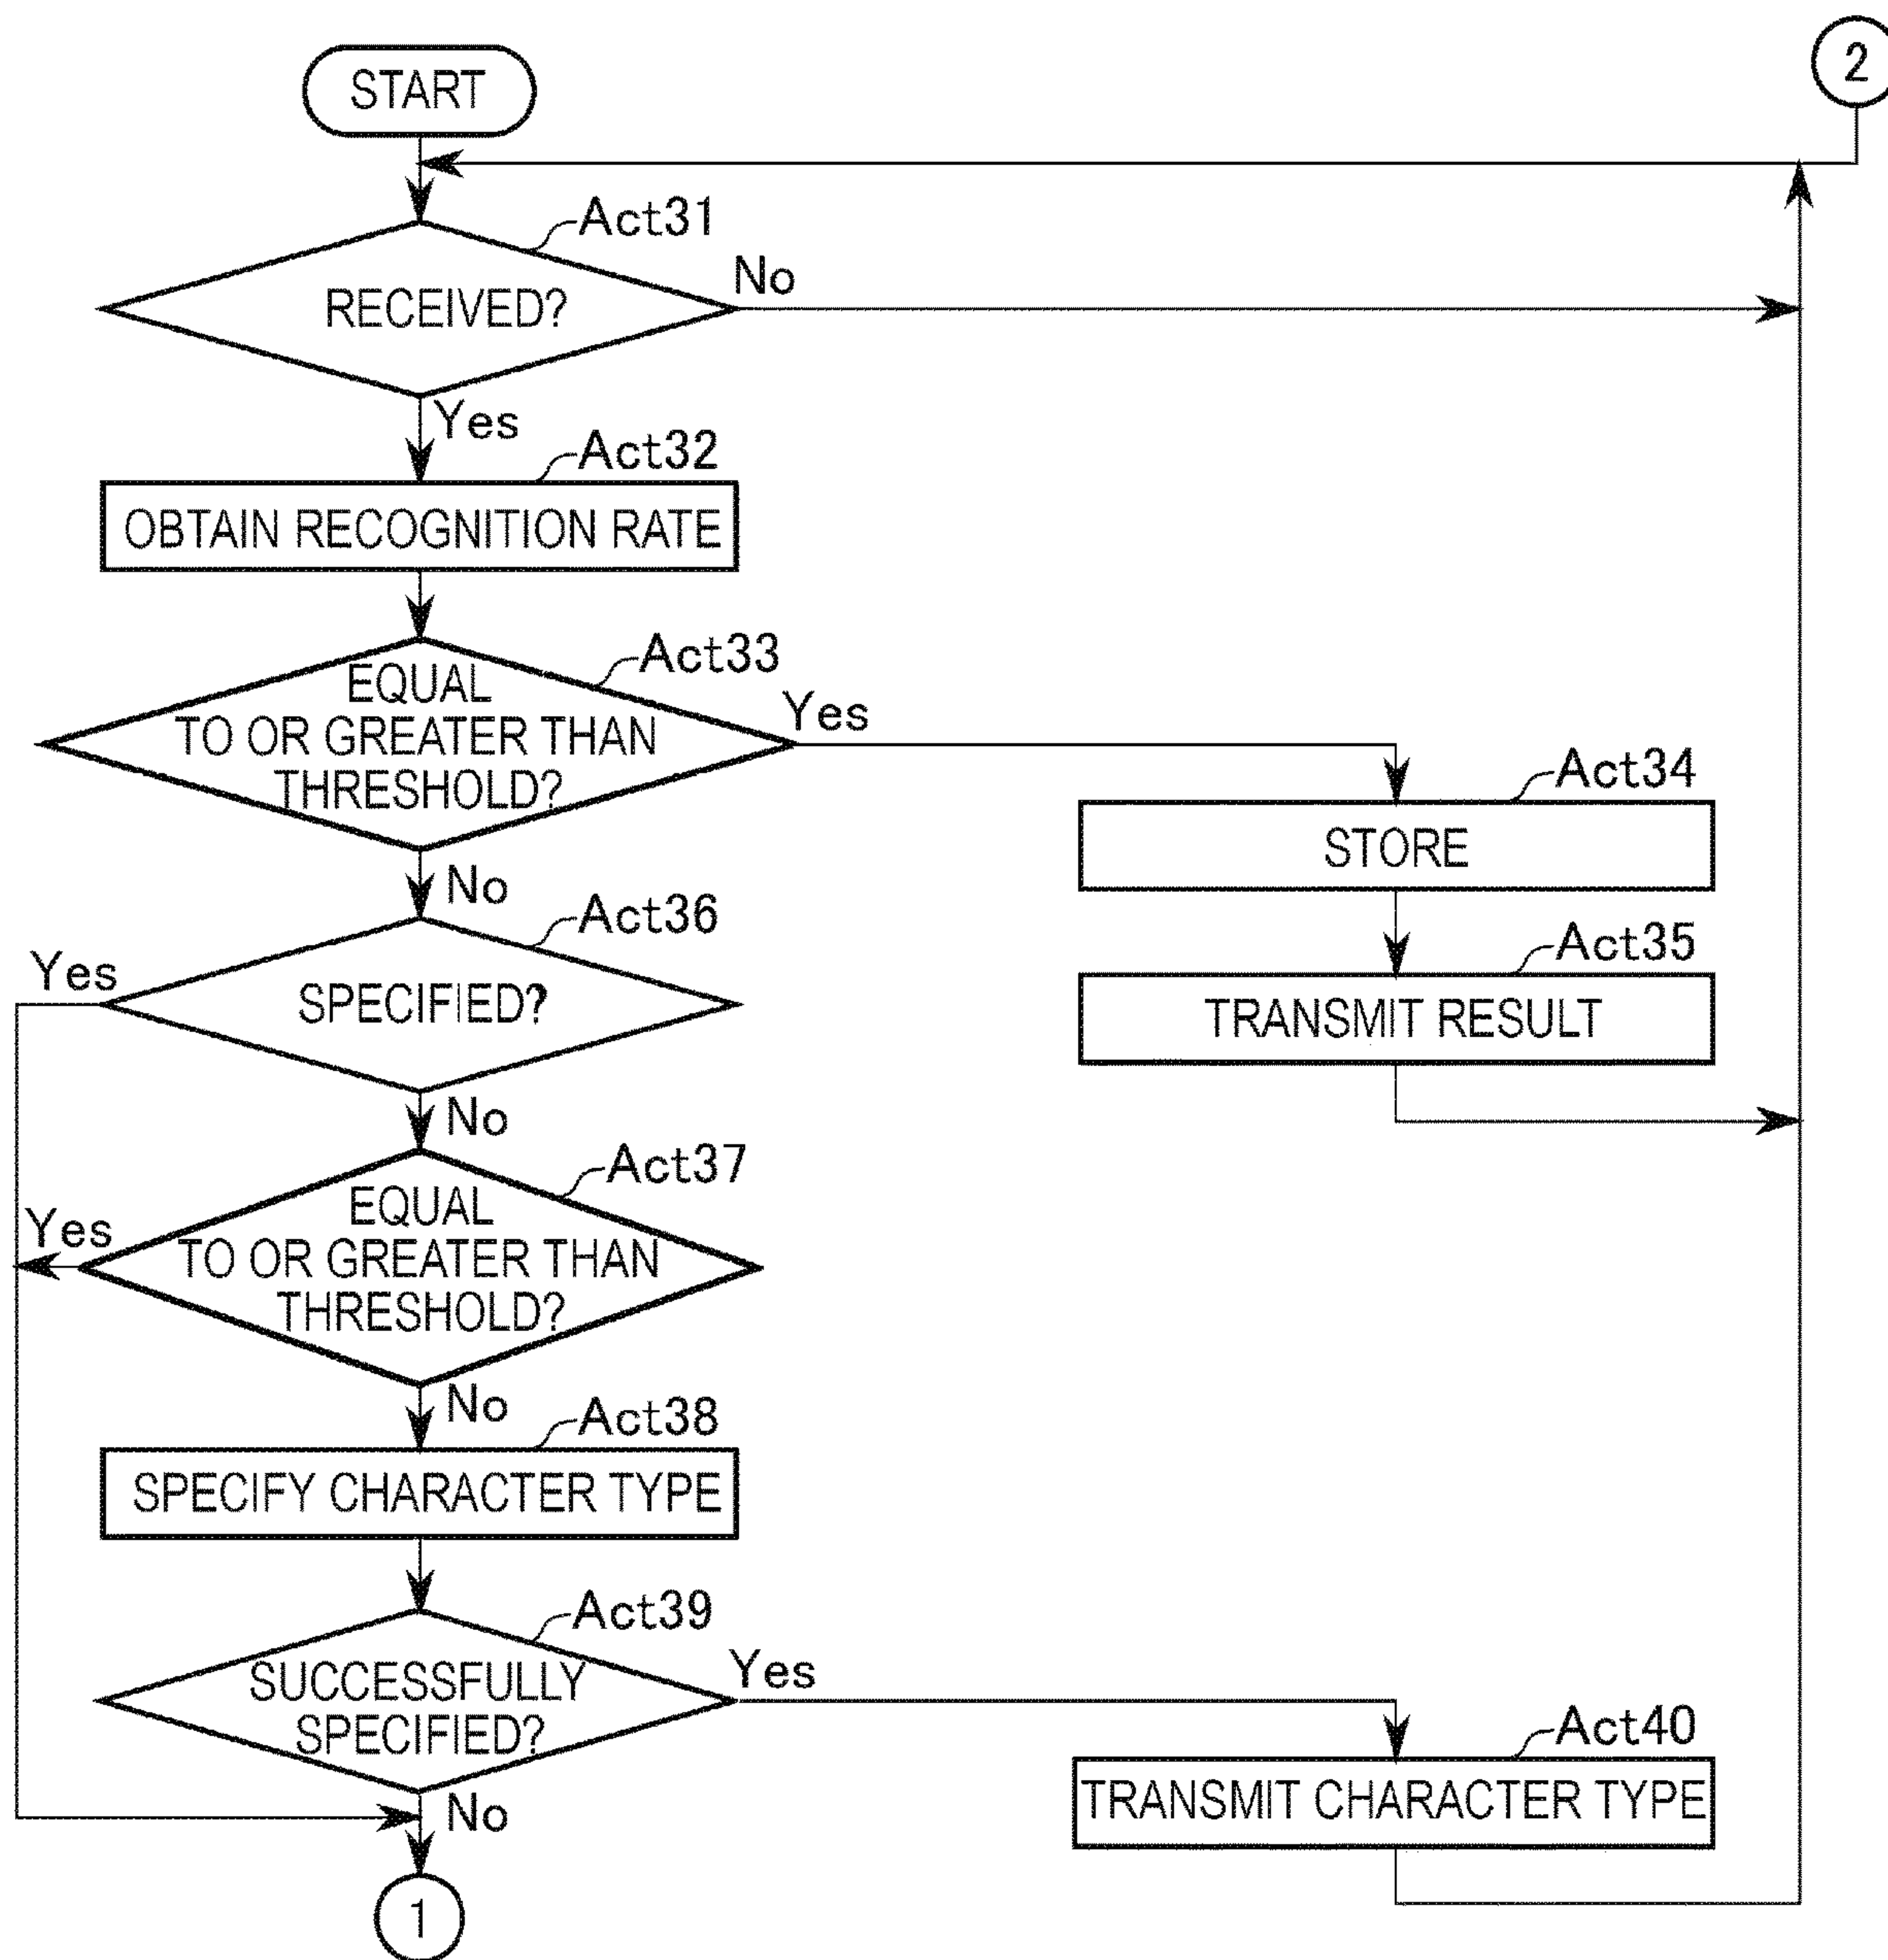 2
START
Act31
RECEIVED?
No
Yes
Act32
OBTAIN RECOGNITION RATE
Act33
EQUAL
TO OR GREATER THAN
THRESHOLD?
Yes
Act34
STORE
No
Act36
Yes
SPECIFIED?
Act35
TRANSMIT RESULT
No
Act37
EQUAL
TO OR GREATER THAN
THRESHOLD?
Yes
No
Act38
SPECIFY CHARACTER TYPE
Act39
SUCCESSFULLY
SPECIFIED?
Yes
Act40
TRANSMIT CHARACTER TYPE
No
1